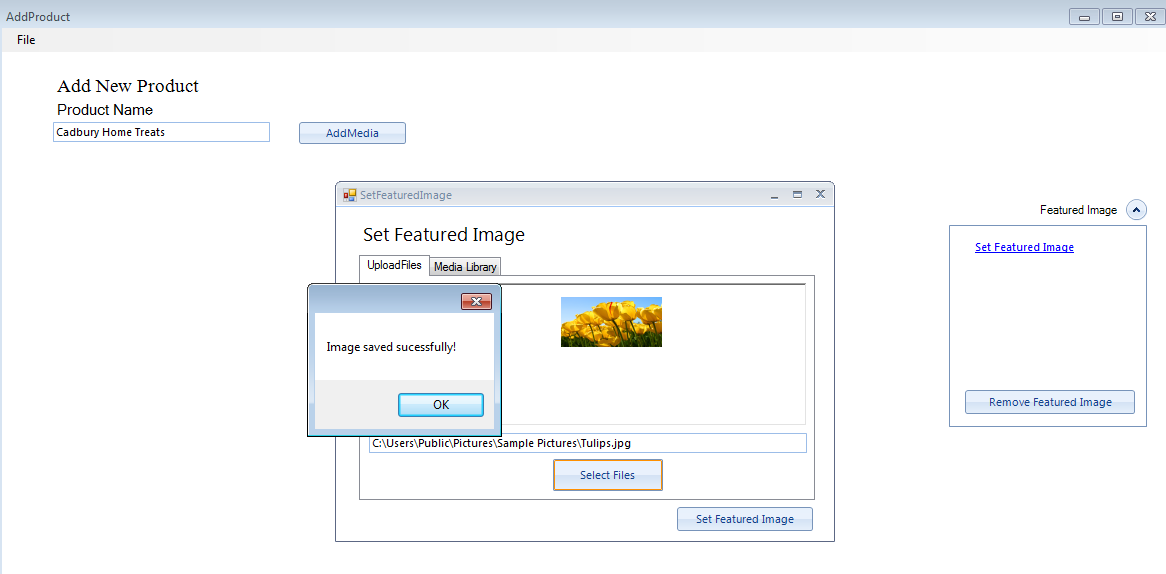 AddProduct
File
Add New Product
Product Name
Cadbury Home Treats
AddMedia
SetFeaturedImage
Set Featured Image
UploadFiles
Media Library
Image saved sucessfully!
OK
C:\Users\Public\Pictures\Sample Pictures\Tulips.jpg
Select Files
Set Featured Image
Featured Image
Set Featured Image
Remove Featured Image